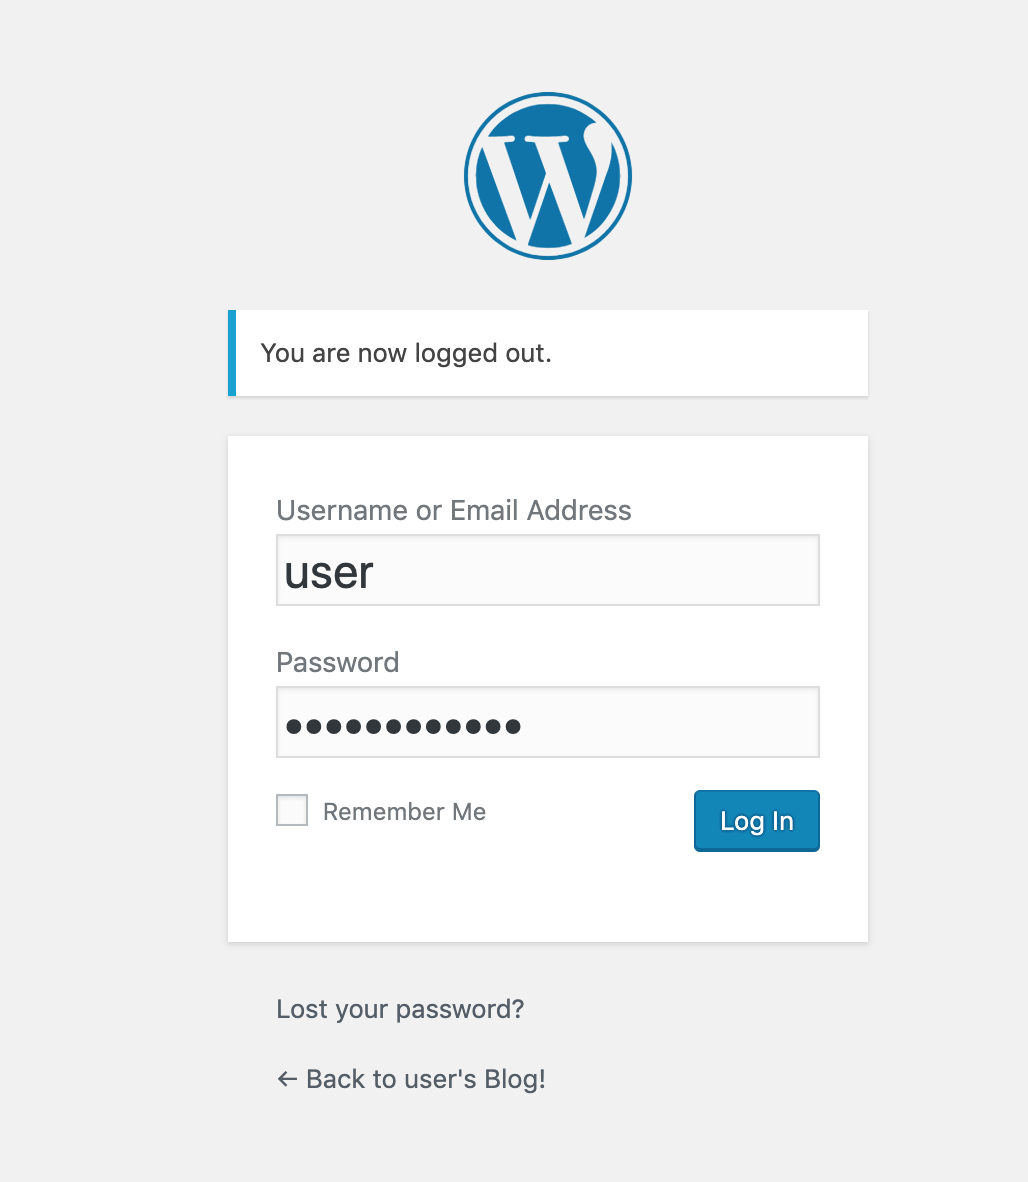 You are now logged out.
Username or Email Address
user
Password
••••••••••••
Remember Me
Log In
Lost your password?
← Back to user's Blog!